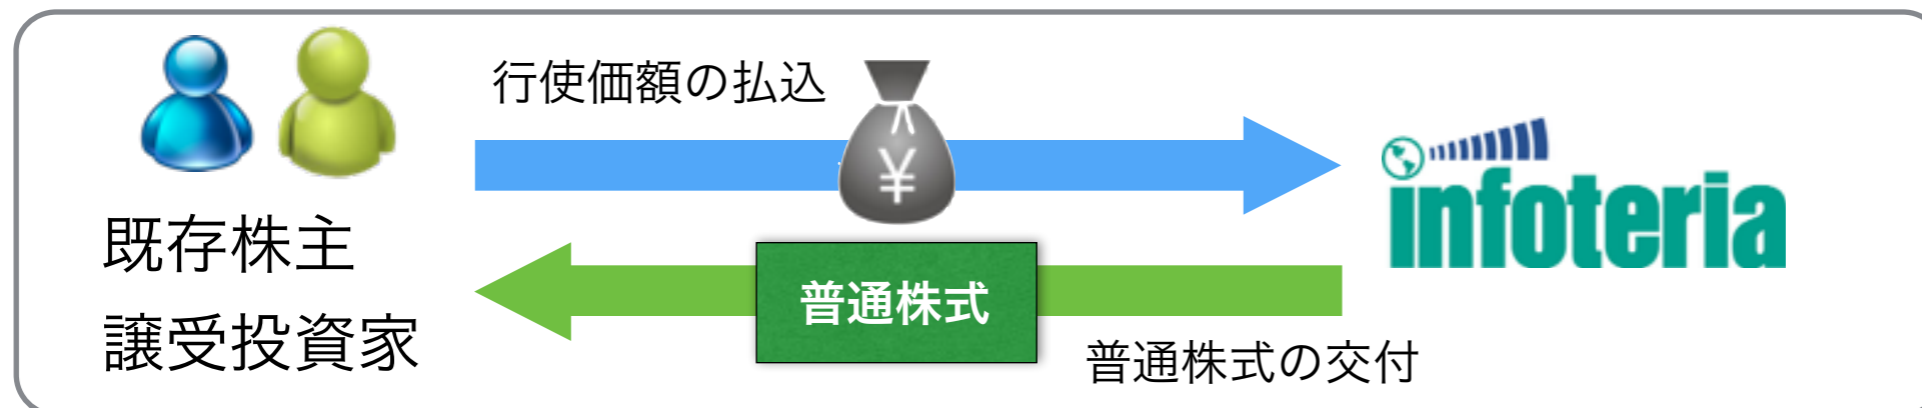 行使価額の払込
¥
infoteria
既存株主
譲受投資家
普通株式
普通株式の交付